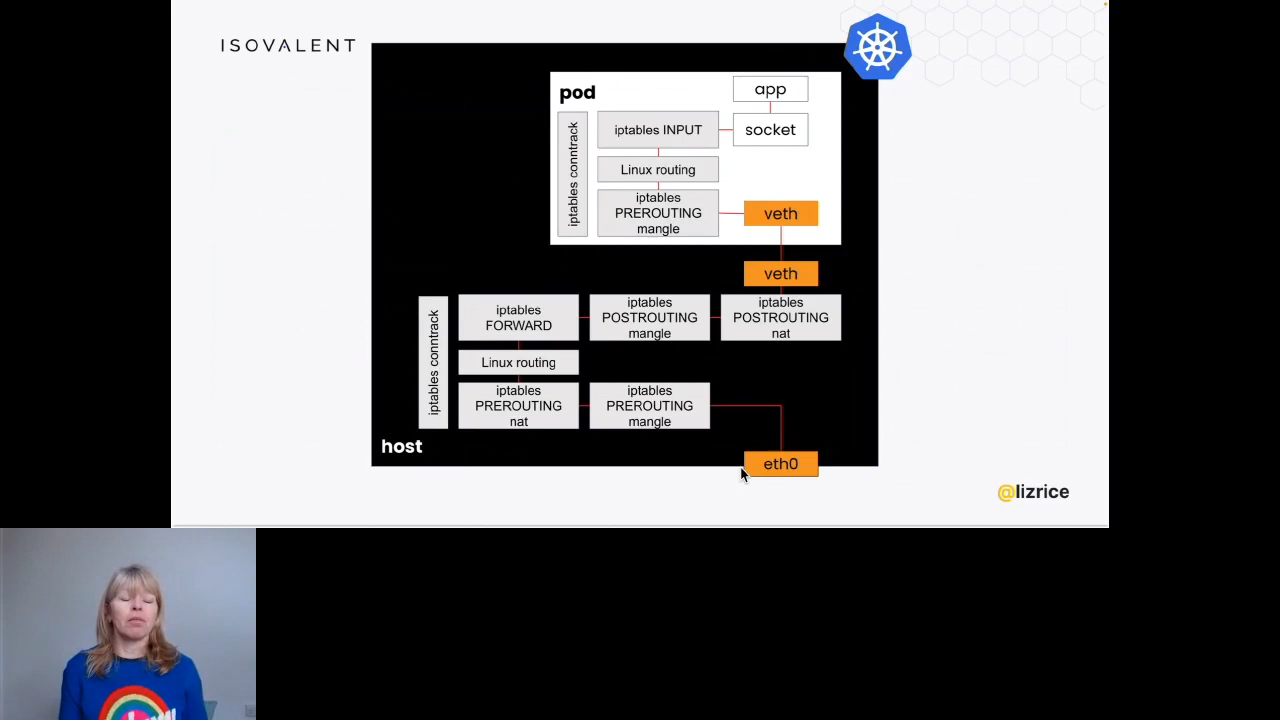 ISOVALENT
pod
app
iptables conntrack
iptables INPUT
socket
Linux routing
iptables
PREROUTING
mangle
veth
veth
iptables conntrack
iptables
FORWARD
iptables
POSTROUTING
mangle
iptables
POSTROUTING
nat
Linux routing
iptables
PREROUTING
nat
iptables
PREROUTING
mangle
host
eth0
@lizrice